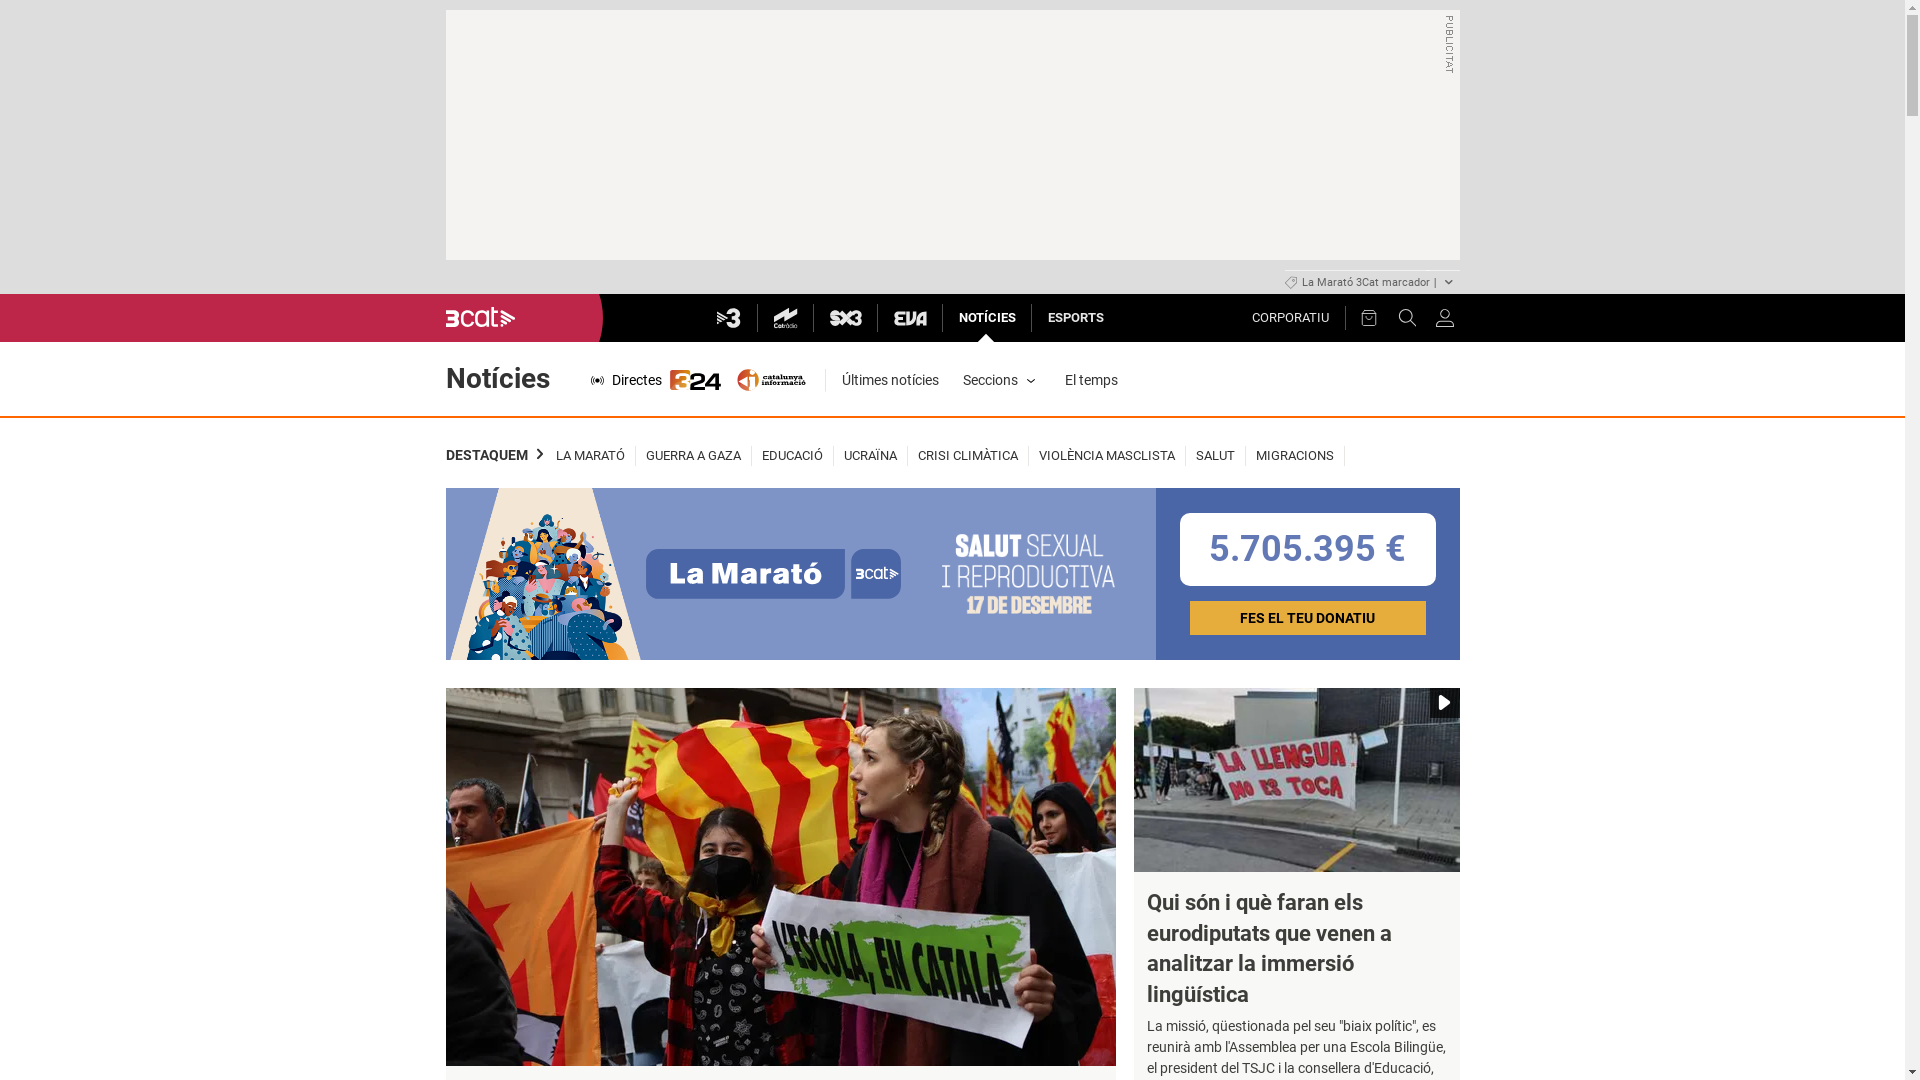 PUBLICITAT
La Marató 3Cat marcador |
3cat
3
Catràdio
SX3
EVA
NOTÍCIES
ESPORTS
CORPORATIU
Notícies
Directes
324
catalunya
informació
Últimes notícies
Seccions
El temps
DESTAQUEM
LA MARATÓ
GUERRA A GAZA
EDUCACIÓ
UCRAÏNA
CRISI CLIMÀTICA
VIOLÈNCIA MASCLISTA
SALUT
MIGRACIONS
La Marató 3cat
SALUT SEXUAL
I REPRODUCTIVA
17 DE DESEMBRE
5.705.395 €
FES EL TEU DONATIU
L'ESCOLA, EN CATALÀ
LA LLENGUA
NO ES TOCA
Qui són i què faran els
eurodiputats que venen a
analitzar la immersió
lingüística
La missió, qüestionada pel seu "biaix polític", es
reunirà amb l'Assemblea per una Escola Bilingüe,
el president del TSJC i la consellera d'Educació,